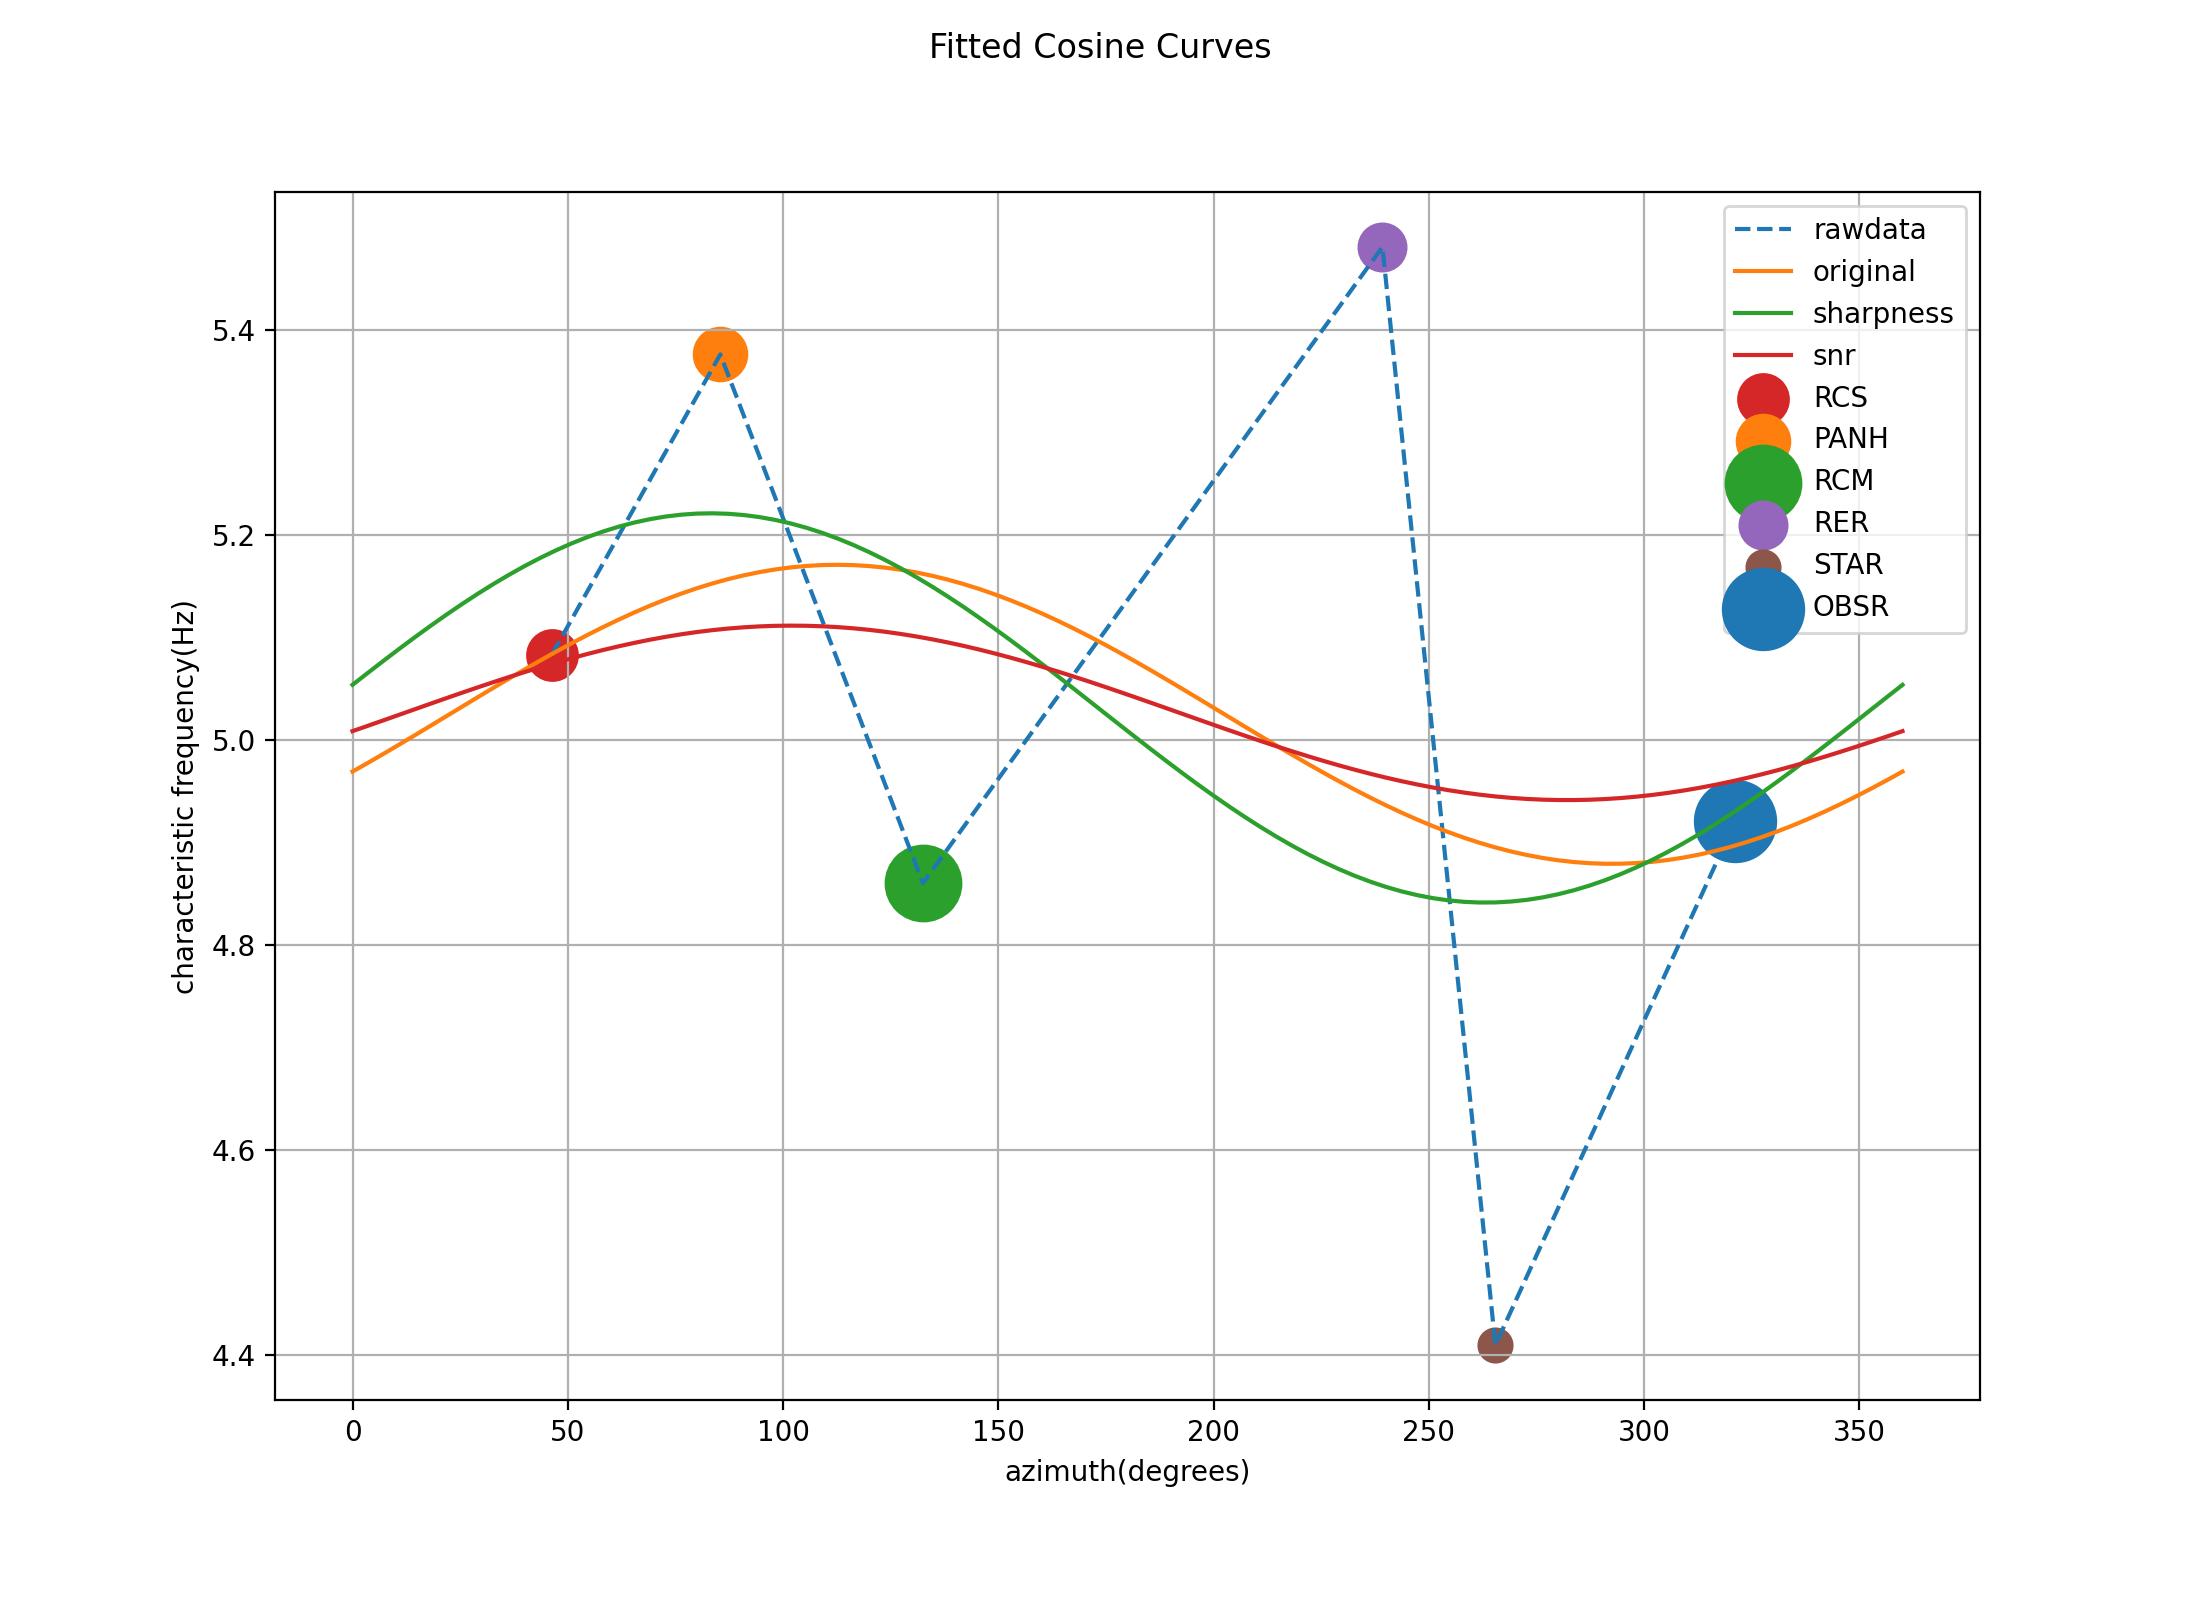 Fitted Cosine Curves
rawdata
original
sharpness
snr
RCS
PANH
RCM
RER
STAR
OBSR
characteristic frequency(Hz)
5.4
5.2
5.0
4.8
4.6
4.4
0 50 100 150 200 250 300 350
azimuth(degrees)